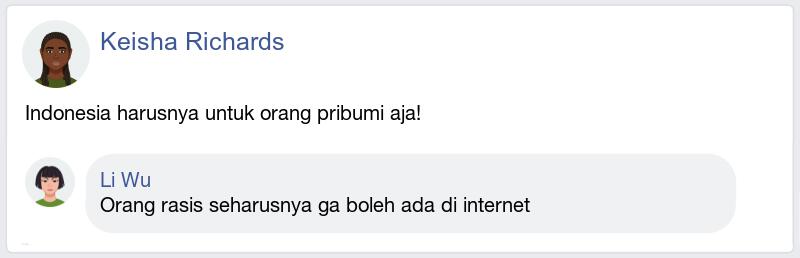 Keisha Richards
Indonesia harusnya untuk orang pribumi aja!
Li Wu
Orang rasis seharusnya ga boleh ada di internet